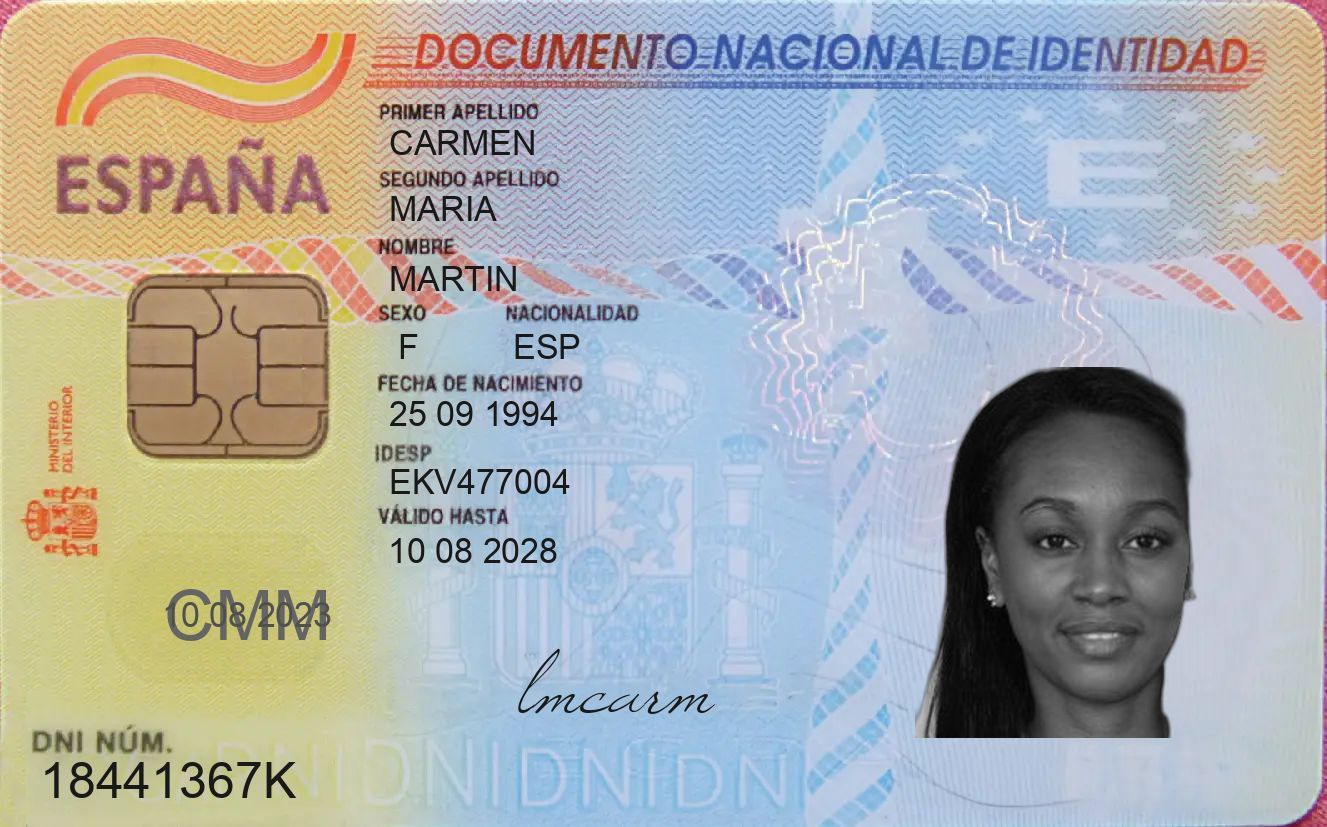 DOCUMENTO NACIONAL DE IDENTIDAD
ESPAÑA
PRIMER APELLIDO
CARMEN
SEGUNDO APELLIDO
MARIA
NOMBRE
MARTIN
SEXO NACIONALIDAD
F ESP
FECHA DE NACIMIENTO
25 09 1994
IDESP
EKV477004
VÁLIDO HASTA
10 08 2028
MINISTERIO
DEL INTERIOR
E
CMM
10 08 2023
lmcarm
DNI NÚM.
18441367K
DNIDNIDNIDNI